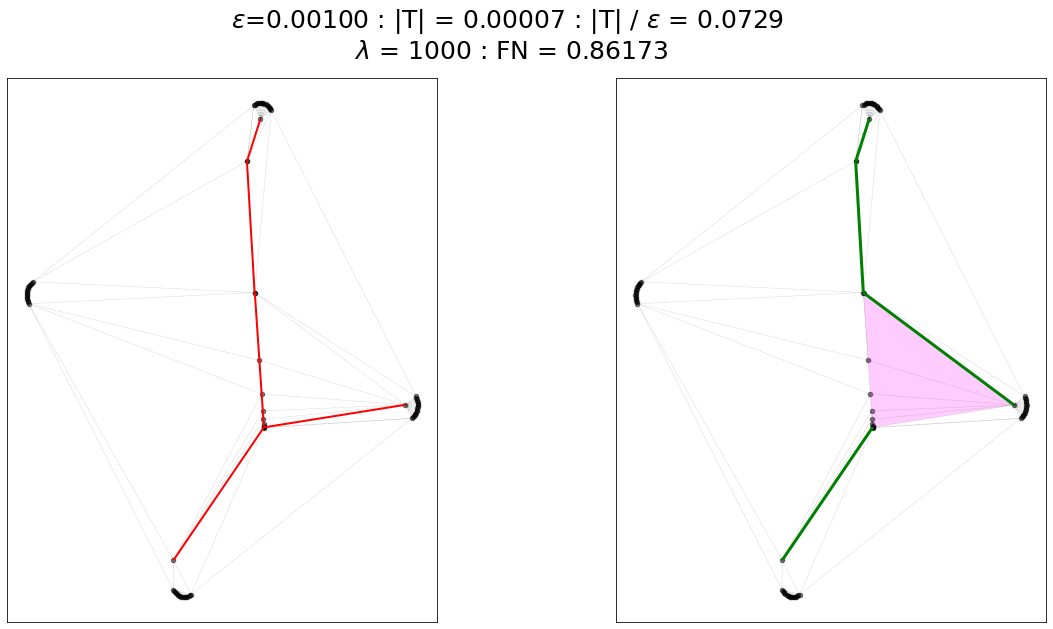 ε=0.00100 : |T| = 0.00007 : |T| / ε = 0.0729
λ = 1000 : FN = 0.86173